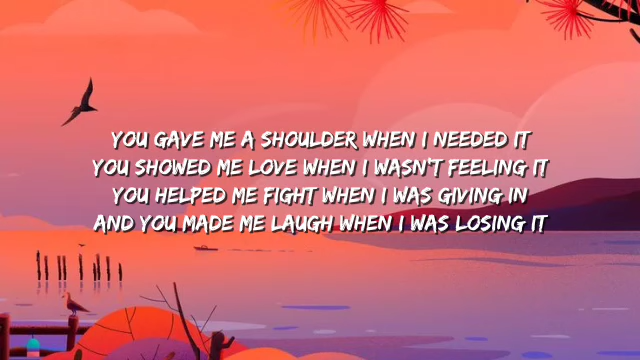 YOU GAVE ME A SHOULDER WHEN I NEEDED IT
YOU SHOWED ME LOVE WHEN I WASN'T FEELING IT
YOU HELPED ME FIGHT WHEN I WAS GIVING IN
AND YOU MADE ME LAUGH WHEN I WAS LOSING IT